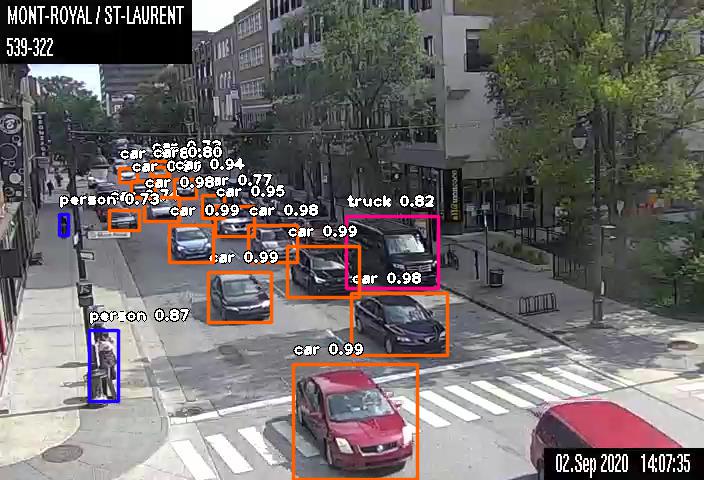 MONT-ROYAL / ST-LAURENT
539-322
car 0.80
car 0.94
car 0.98
0.77
car 0.95
person 0.73
car 0.99
car 0.98
truck 0.82
car 0.99
car 0.99
car 0.98
person 0.87
car 0.99
02.Sep 2020 14:07:35